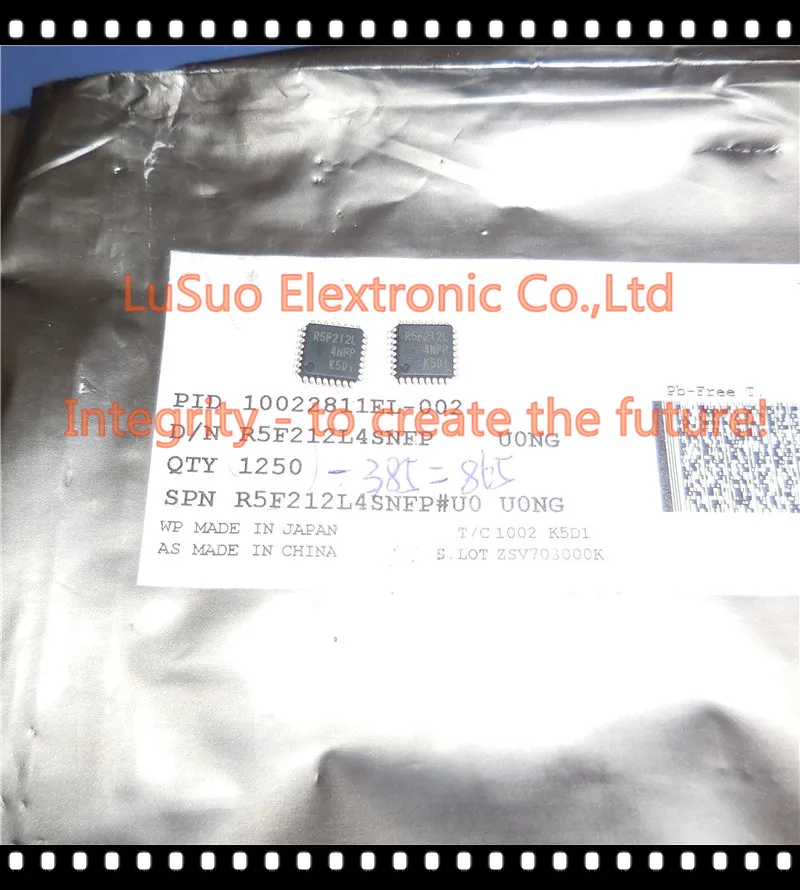 LuSuo Elextronic Co.,Ltd
R5F212L
4NFP
K5D1
R5F212L
4NFP
K5D1
Pb-Free T.
PID 10022811EL-002
Integrity - to create the future!
D/N R5F212L4SNFP U0NG
QTY (1250) - 385 = 865
SPN R5F212L4SNFP#U0 U0NG
WP MADE IN JAPAN T/C 1002 K5D1
AS MADE IN CHINA S.LOT ZSV703000K